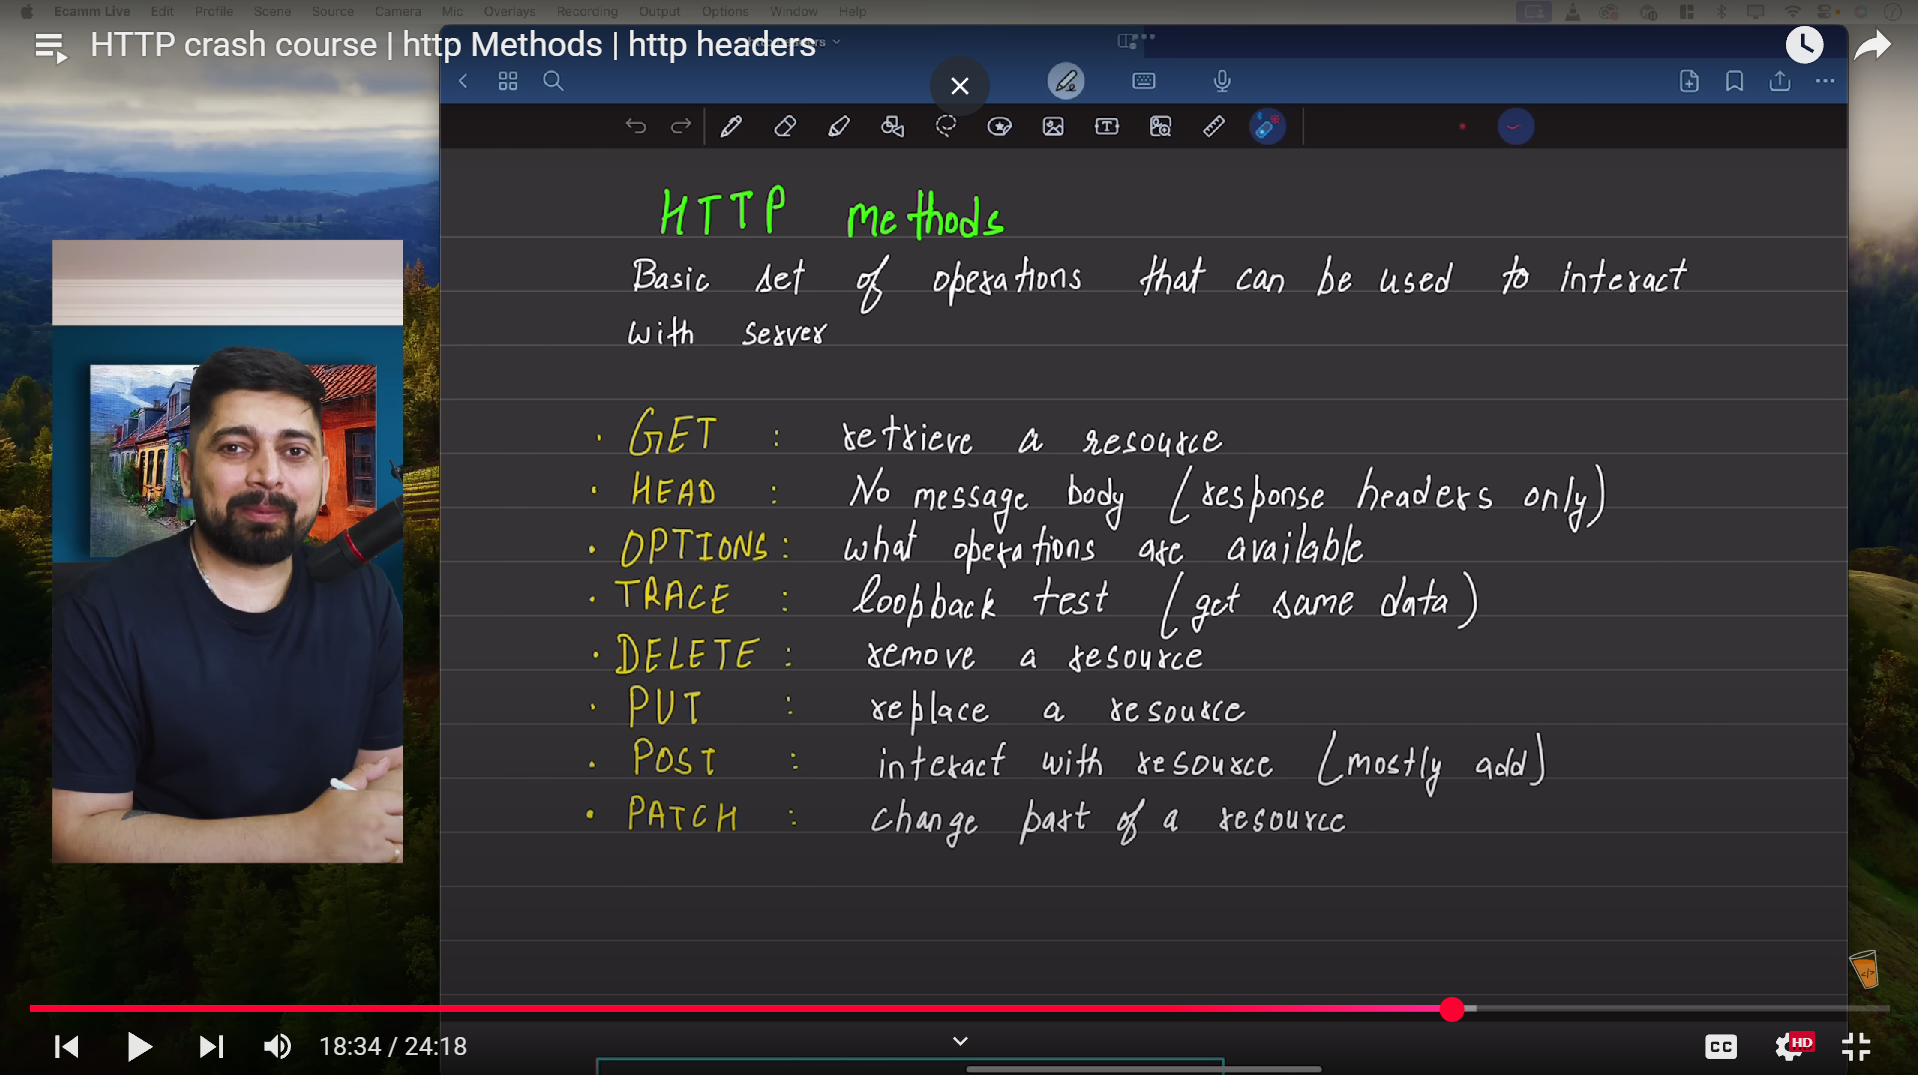 Ecamm Live Edit Profile Scene Source Camera Mic Overlays Recording Output Options Window Help
HTTP crash course | http Methods | http headers
HTTP Methods
Basic set of operations that can be used to interact
with server
· GET : retrieve a resource
· HEAD : No message body (response headers only)
· OPTIONS : what operations are available
· TRACE : loopback test (get same data)
· DELETE : remove a resource
· PUT : replace a resource
· POST : interact with resource (mostly add)
· PATCH : change part of a resource
</>
18:34 / 24:18
CC
HD